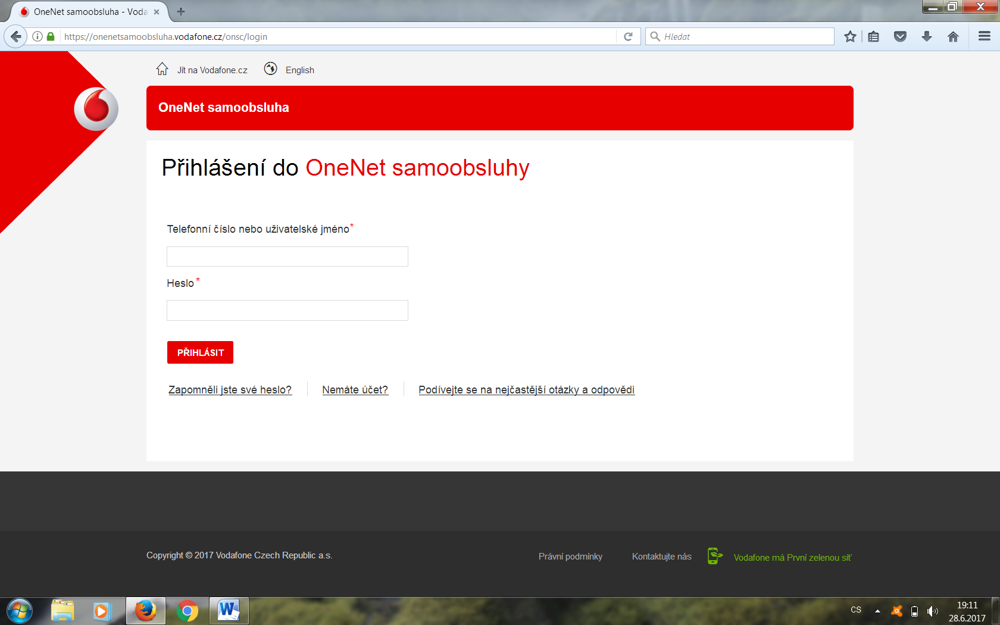 OneNet samoobsluha - Voda
https://onenetsamoobsluha.vodafone.cz/onsc/login
Hledat
Jít na Vodafone.cz
English
OneNet samoobsluha
Přihlášení do OneNet samoobsluhy
Telefonní číslo nebo uživatelské jméno*
Heslo*
PŘIHLÁSIT
Zapomněli jste své heslo?
Nemáte účet?
Podívejte se na nejčastější otázky a odpovědi
Copyright © 2017 Vodafone Czech Republic a.s.
Právní podmínky
Kontaktujte nás
Vodafone má První zelenou síť
CS
19:11
28.6.2017